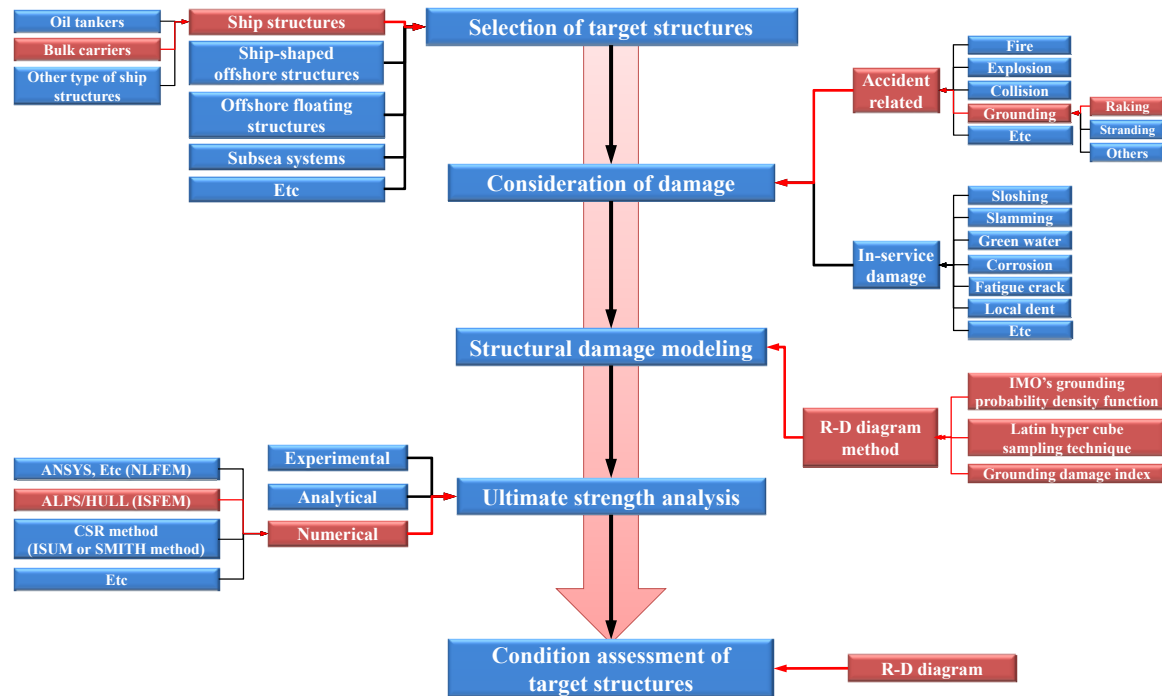 Oil tankers
Bulk carriers
Other type of ship
structures
Ship structures
Ship-shaped
offshore structures
Offshore floating
structures
Subsea systems
Etc
Selection of target structures
Accident
related
Fire
Explosion
Collision
Grounding
Etc
Raking
Stranding
Others
Consideration of damage
In-service
damage
Sloshing
Slamming
Green water
Corrosion
Fatigue crack
Local dent
Etc
Structural damage modeling
R-D diagram
method
IMO's grounding
probability density function
Latin hyper cube
sampling technique
Grounding damage index
ANSYS, Etc (NLFEM)
ALPS/HULL (ISFEM)
CSR method
(ISUM or SMITH method)
Etc
Experimental
Analytical
Numerical
Ultimate strength analysis
Condition assessment of
target structures
R-D diagram